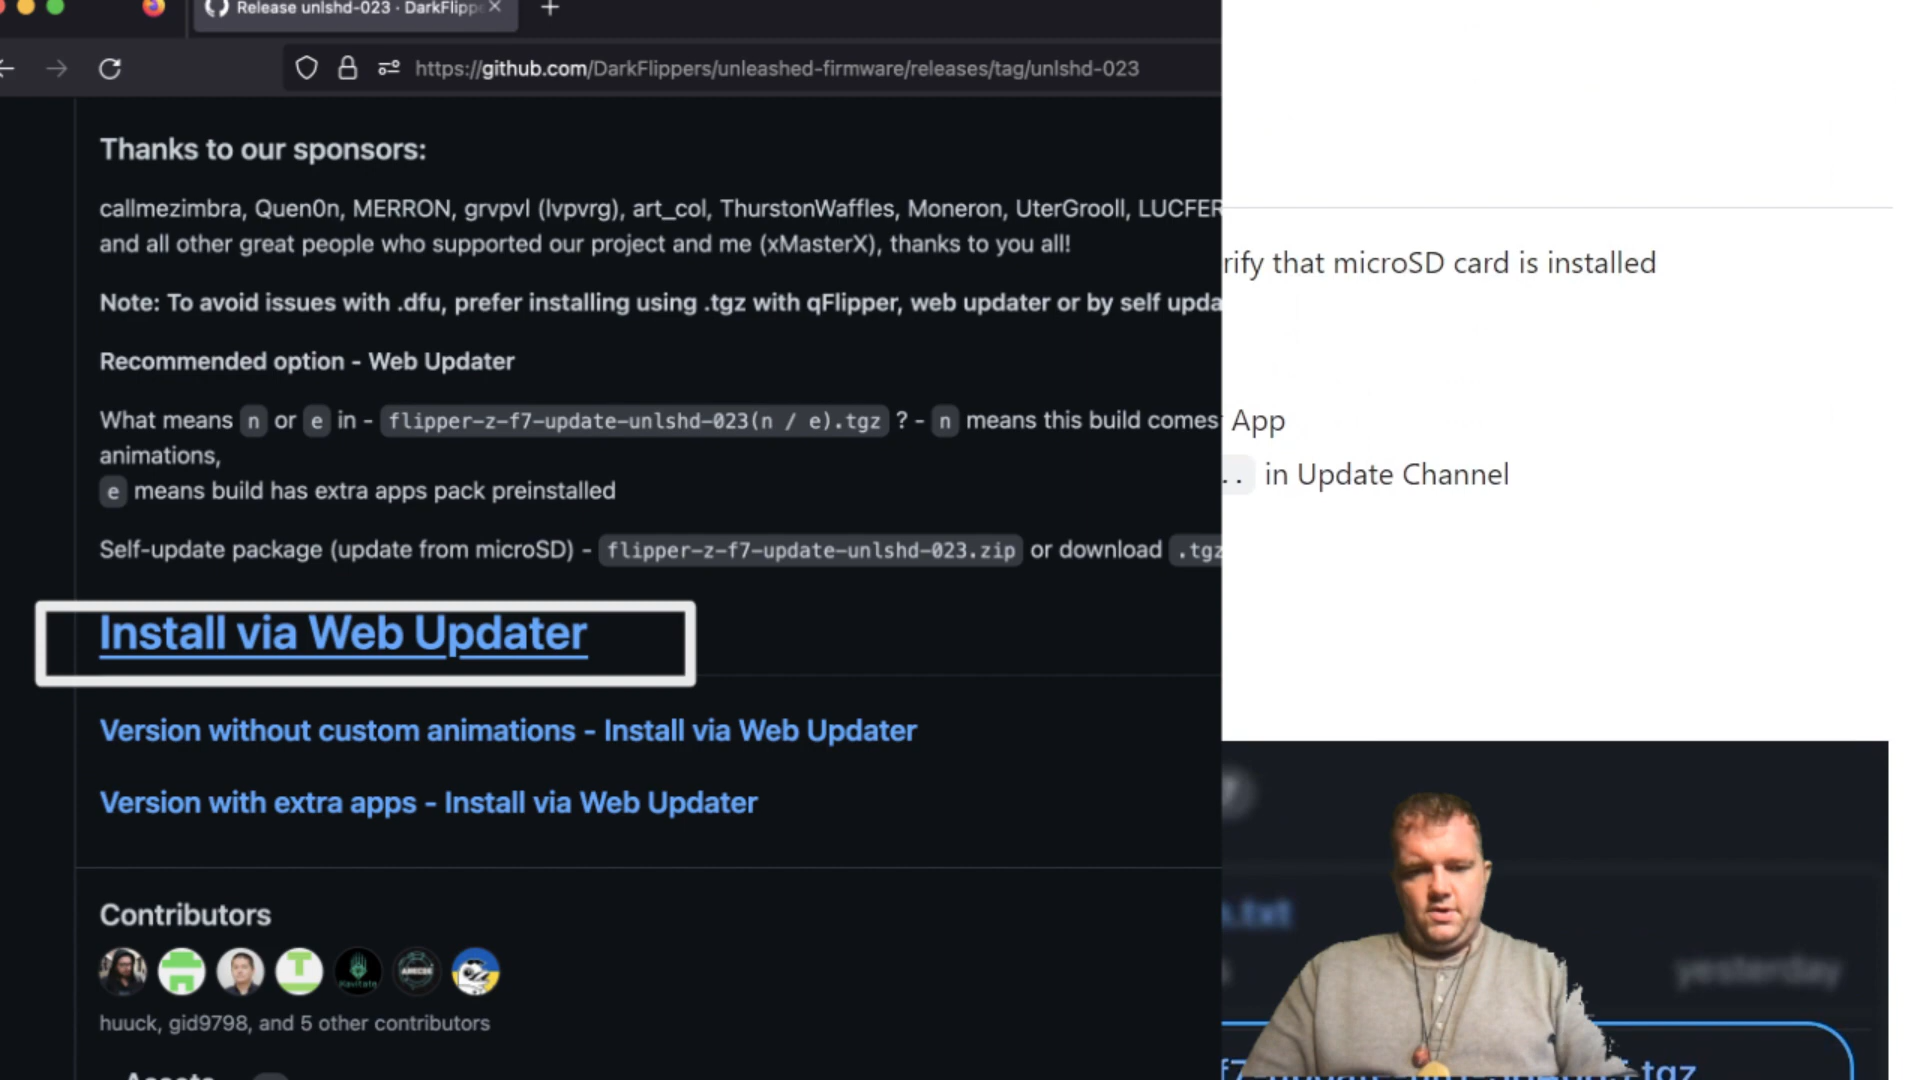 Release unlshd-023 · DarkFlipp
https://github.com/DarkFlippers/unleashed-firmware/releases/tag/unlshd-023
Thanks to our sponsors:
callmezimbra, Quen0n, MERRON, grvpvl (lvpvrg), art_col, ThurstonWaffles, Moneron, UterGrooll, LUCFER
and all other great people who supported our project and me (xMasterX), thanks to you all!
Note: To avoid issues with .dfu, prefer installing using .tgz with qFlipper, web updater or by self upda
Recommended option - Web Updater
What means n or e in - flipper-z-f7-update-unlshd-023(n / e).tgz ? - n means this build comes
animations,
e means build has extra apps pack preinstalled
Self-update package (update from microSD) - flipper-z-f7-update-unlshd-023.zip or download .tgz
Install via Web Updater
Version without custom animations - Install via Web Updater
Version with extra apps - Install via Web Updater
Contributors
huuck, gid9798, and 5 other contributors
Assets
rify that microSD card is installed
App
.. in Update Channel
.txt
yesterday